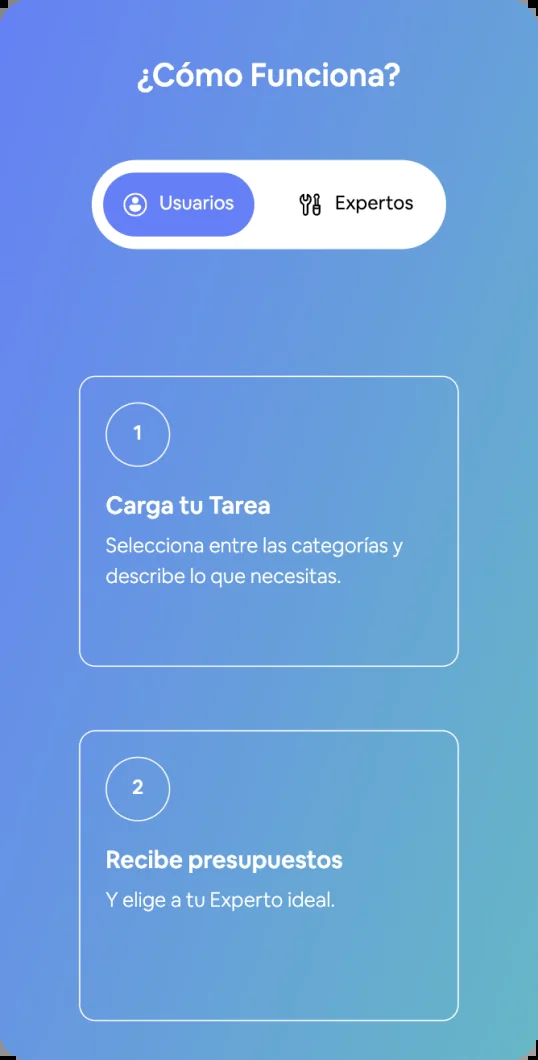 ¿Cómo Funciona?
Usuarios
Expertos
1
Carga tu Tarea
Selecciona entre las categorías y
describe lo que necesitas.
2
Recibe presupuestos
Y elige a tu Experto ideal.